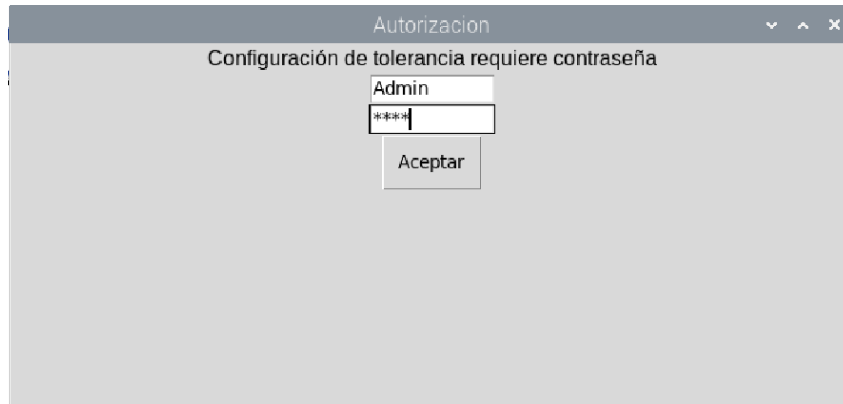 Autorizacion
Configuración de tolerancia requiere contraseña
Admin
****
Aceptar